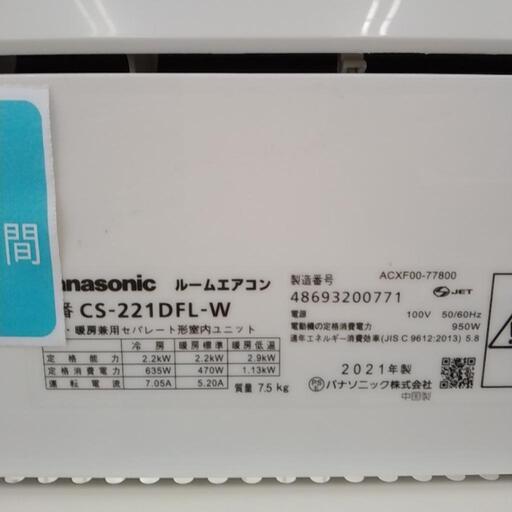 間
anasonic ルームエアコン
番 CS-221DFL-W
・暖房兼用セパレート形室内ユニット
冷房 暖房標準 暖房低温
定格能力 2.2kW 2.2kW 2.9kW
定格消費電力 635W 470W 1.13kW
運転電流 7.05A 5.20A
質量 7.5 kg
ACXF00-77800
製造番号
48693200771
JET
電源 100V 50/60Hz
電動機の定格消費電力 950W
通年エネルギー消費効率(JIS C 9612:2013) 5.8
2021年製
PSE パナソニック株式会社
中国製